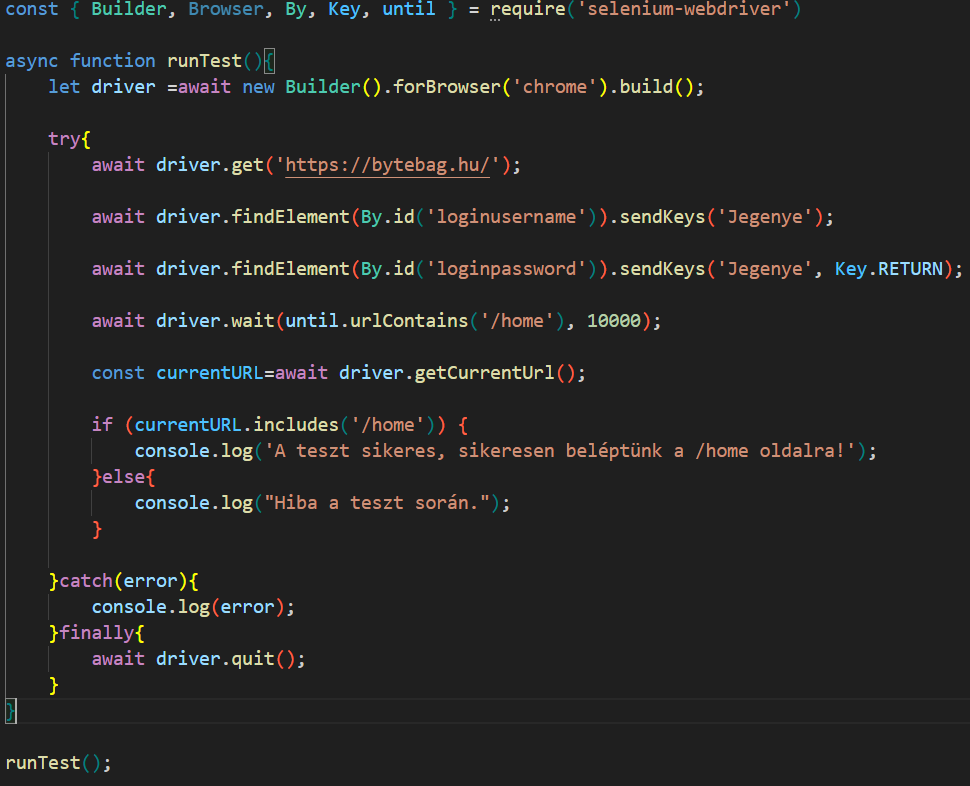 const { Builder, Browser, By, Key, until } = require('selenium-webdriver')
async function runTest(){
let driver =await new Builder().forBrowser('chrome').build();
try{
await driver.get('https://bytebag.hu/');
await driver.findElement(By.id('loginusername')).sendKeys('Jegenye');
await driver.findElement(By.id('loginpassword')).sendKeys('Jegenye', Key.RETURN);
await driver.wait(until.urlContains('/home'), 10000);
const currentURL=await driver.getCurrentUrl();
if (currentURL.includes('/home')) {
console.log('A teszt sikeres, sikeresen beléptünk a /home oldalra!');
}else{
console.log("Hiba a teszt során.");
}
}catch(error){
console.log(error);
}finally{
await driver.quit();
}
}
runTest();